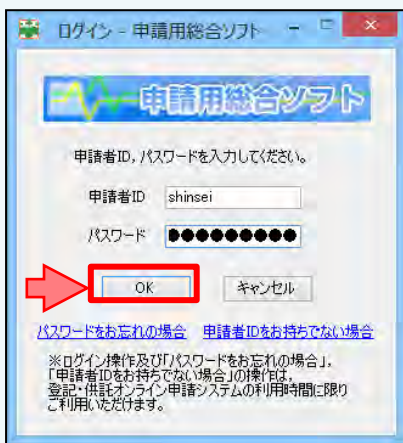 ログイン - 申請用総合ソフト
申請用総合ソフト
申請者ID, パスワードを入力してください。
申請者ID shinsei
パスワード ●●●●●●●●●
OK キャンセル
パスワードをお忘れの場合 申請者IDをお持ちでない場合
※ログイン操作及び「パスワードをお忘れの場合」,
「申請者IDをお持ちでない場合」の操作は,
登記・供託オンライン申請システムの利用時間に限り
ご利用いただけます。